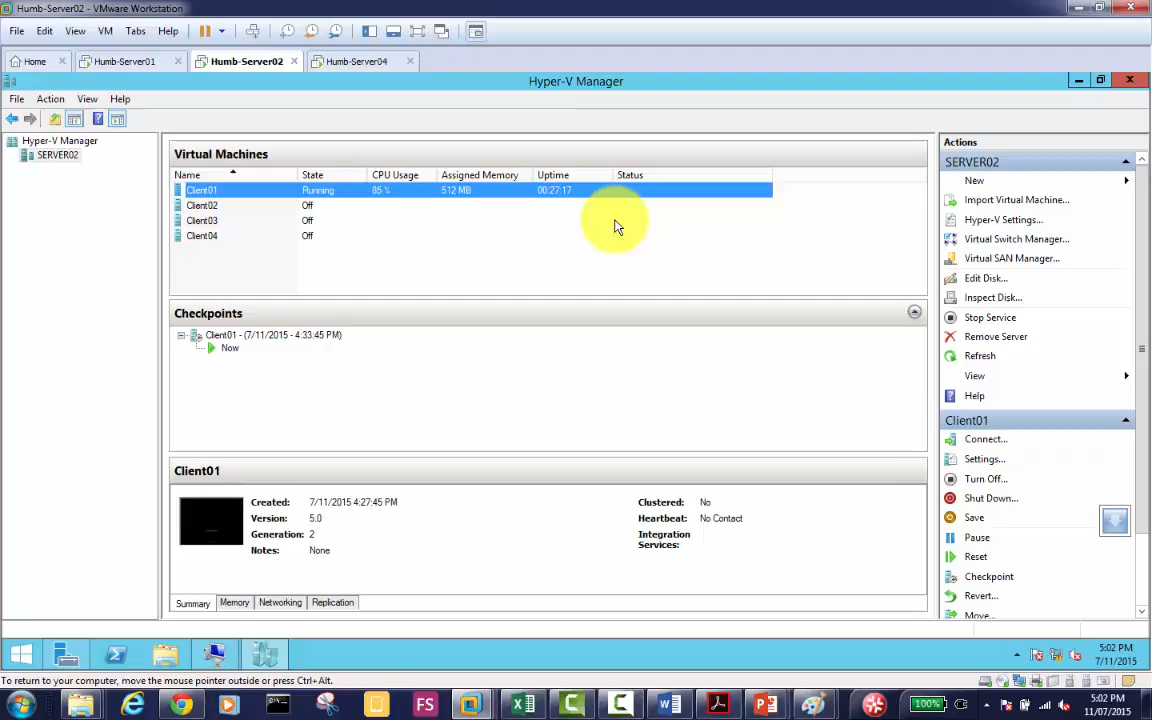 Humb-Server02 - VMware Workstation
File Edit View VM Tabs Help
Home Humb-Server01 Humb-Server02 Humb-Server04
Hyper-V Manager
File Action View Help
Hyper-V Manager
SERVER02
Virtual Machines
Name State CPU Usage Assigned Memory Uptime Status
Client01 Running 85 % 512 MB 00:27:17
Client02 Off
Client03 Off
Client04 Off
Checkpoints
Client01 - (7/11/2015 - 4:33:45 PM)
Now
Client01
Created: 7/11/2015 4:27:45 PM
Version: 5.0
Generation: 2
Notes: None
Clustered: No
Heartbeat: No Contact
Integration
Services:
Summary Memory Networking Replication
Actions
SERVER02
New
Import Virtual Machine...
Hyper-V Settings...
Virtual Switch Manager...
Virtual SAN Manager...
Edit Disk...
Inspect Disk...
Stop Service
Remove Server
Refresh
View
Help
Client01
Connect...
Settings...
Turn Off...
Shut Down...
Save
Pause
Reset
Checkpoint
Revert...
Move...
5:02 PM
7/11/2015
To return to your computer, move the mouse pointer outside or press Ctrl+Alt.
FS
100%
5:02 PM
11/07/2015